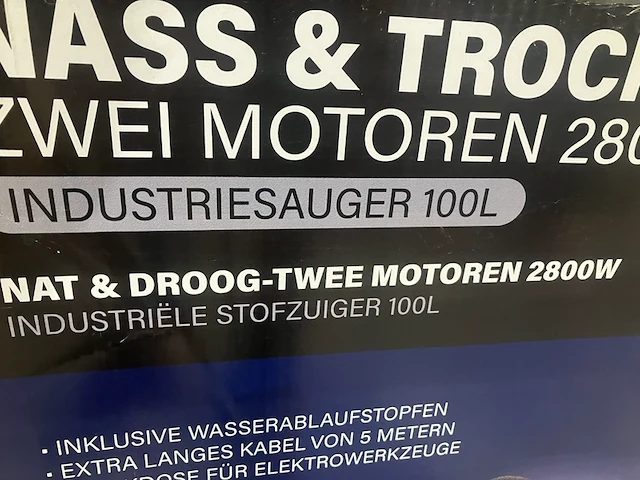 NASS & TROC
ZWEI MOTOREN 280
INDUSTRIESAUGER 100L
NAT & DROOG-TWEE MOTOREN 2800W
INDUSTRIËLE STOFZUIGER 100L
· INKLUSIVE WASSERABLAUFSTOPFEN
· EXTRA LANGES KABEL VON 5 METERN
FÜR ELEKTROWERKZEUGE